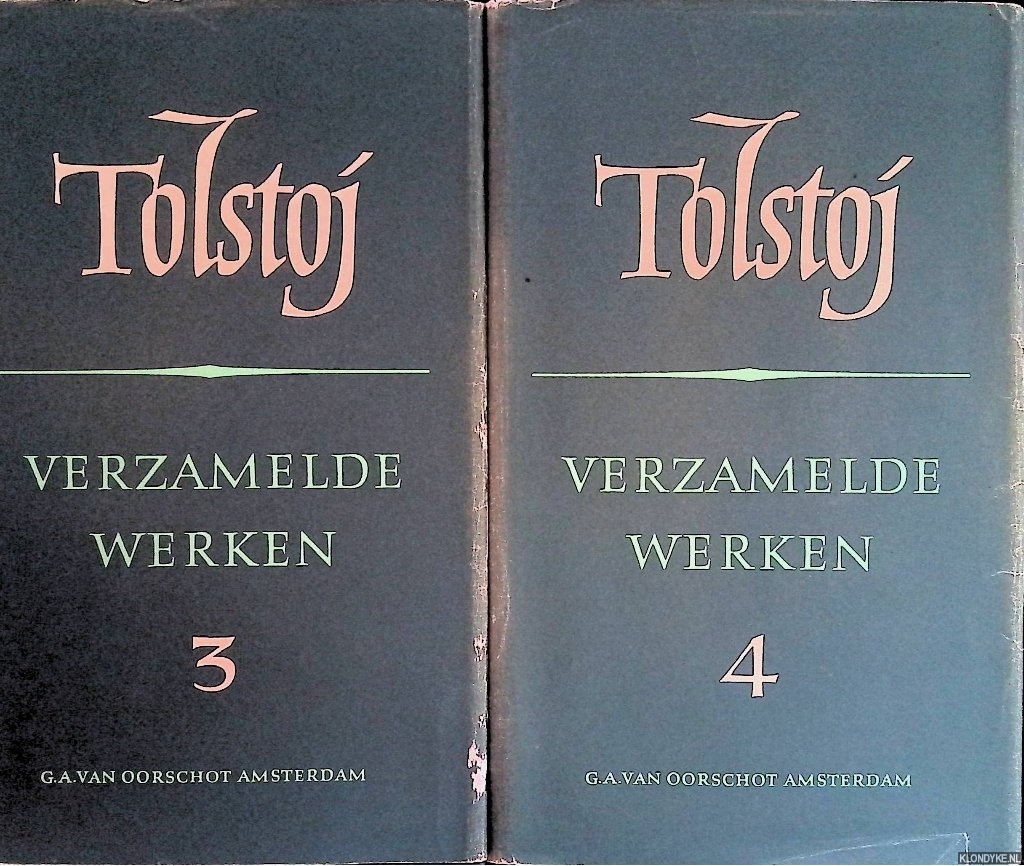 Tolstoj
VERZAMELDE
WERKEN
3
G.A.VAN OORSCHOT AMSTERDAM
Tolstoj
VERZAMELDE
WERKEN
4
G.A.VAN OORSCHOT AMSTERDAM
KLONDYKE.NL